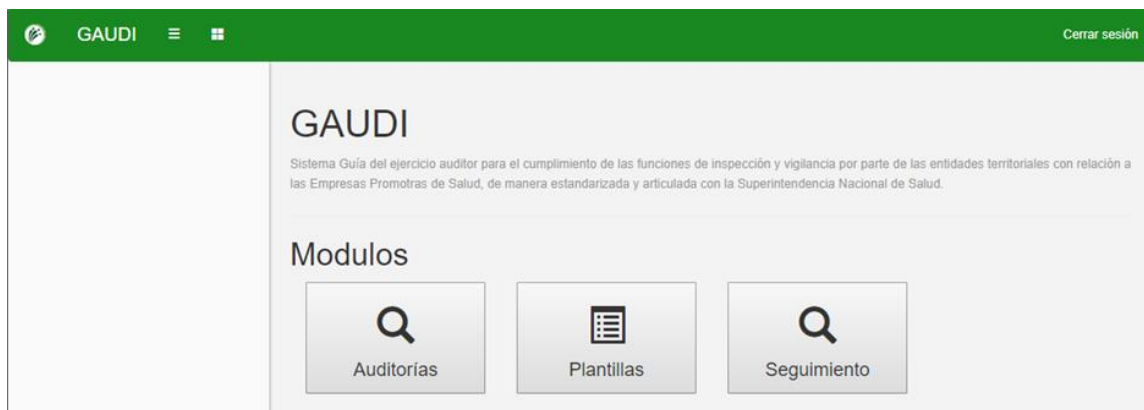 GAUDI
Cerrar sesión
GAUDI
Sistema Guía del ejercicio auditor para el cumplimiento de las funciones de inspección y vigilancia por parte de las entidades territoriales con relación a
las Empresas Promotras de Salud, de manera estandarizada y articulada con la Superintendencia Nacional de Salud.
Modulos
Auditorías
Plantillas
Seguimiento